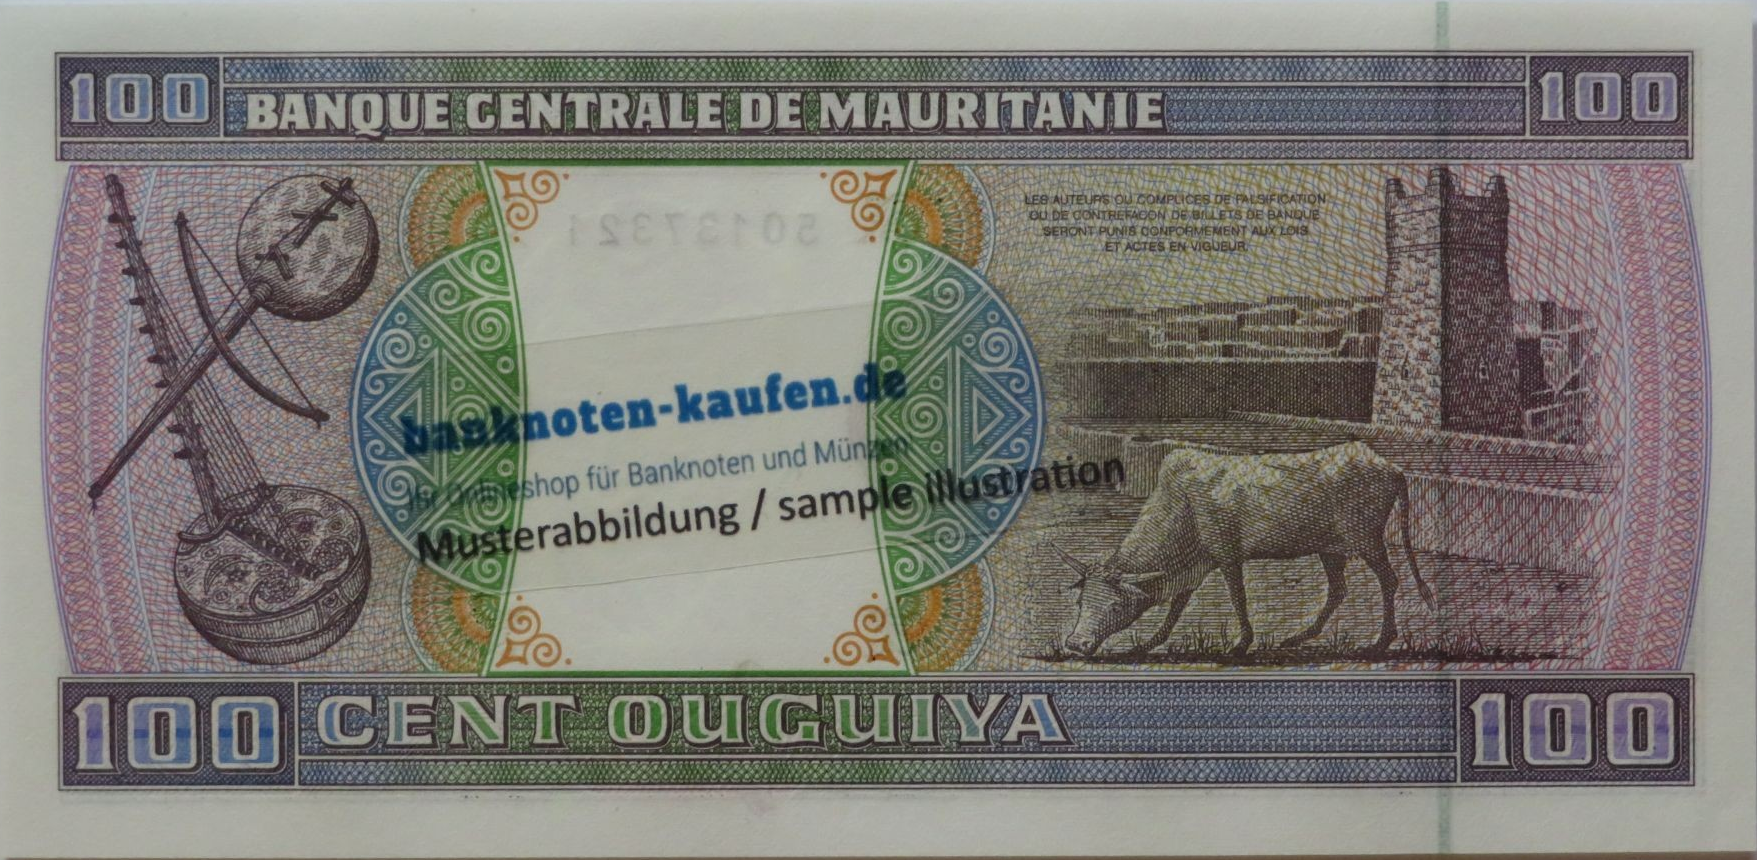 100 100
BANQUE CENTRALE DE MAURITANIE
LES AUTEURS OU COMPLICES DE FALSIFICATION
OU DE CONTREFAÇON DE BILLETS DE BANQUE
SERONT PUNIS CONFORMEMENT AUX LOIS
ET ACTES EN VIGUEUR.
50137321
banknoten-kaufen.de
Ihr Onlineshop für Banknoten und Münzen
Musterabbildung / sample illustration
100 CENT OUGUIYA 100